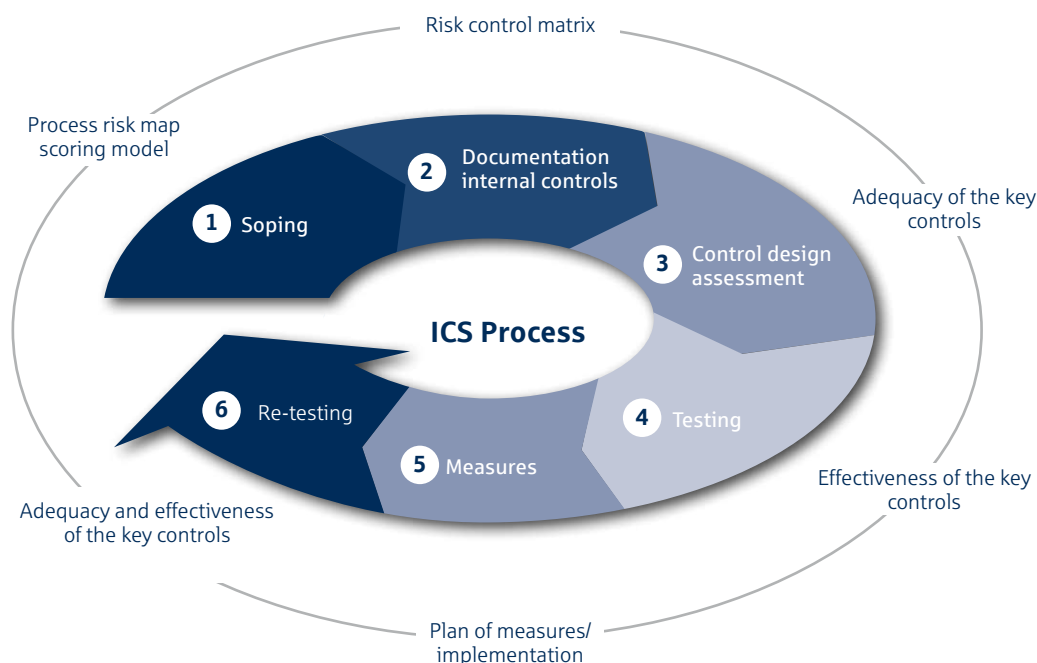 Risk control matrix
Process risk map
scoring model
2 Documentation
internal controls
1 Soping
Adequacy of the key
controls
3 Control design
assessment
ICS Process
6 Re-testing
4 Testing
5 Measures
Effectiveness of the key
controls
Adequacy and effectiveness
of the key controls
Plan of measures/
implementation